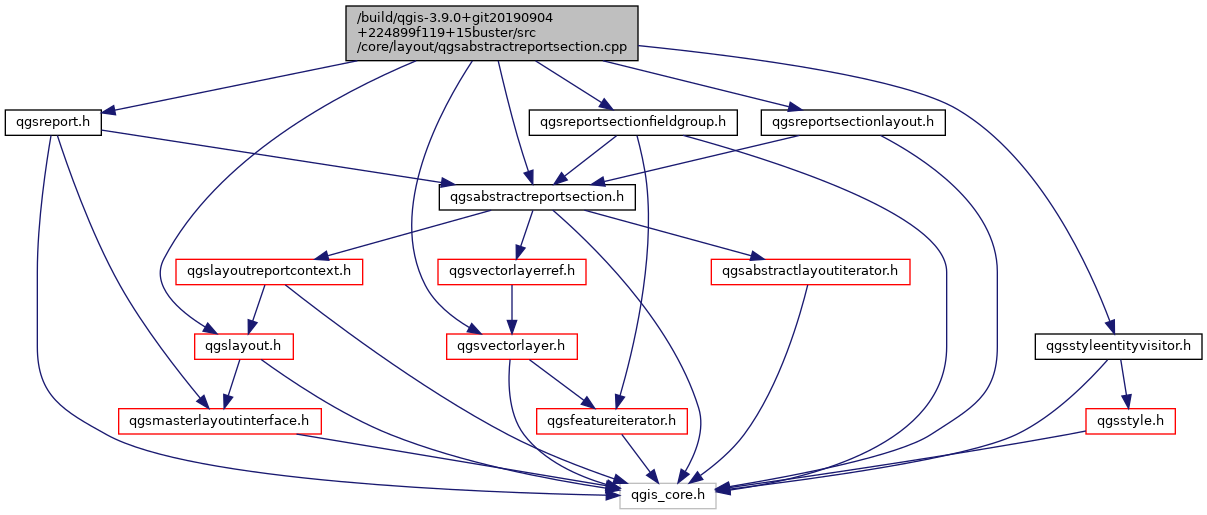 /build/qgis-3.9.0+git20190904
+224899f119+15buster/src
/core/layout/qgsabstractreportsection.cpp
qgsreport.h
qgsreportsectionfieldgroup.h
qgsreportsectionlayout.h
qgsabstractreportsection.h
qgslayoutreportcontext.h
qgsvectorlayerref.h
qgsabstractlayoutiterator.h
qgslayout.h
qgsvectorlayer.h
qgsstyleentityvisitor.h
qgsmasterlayoutinterface.h
qgsfeatureiterator.h
qgsstyle.h
qgis_core.h